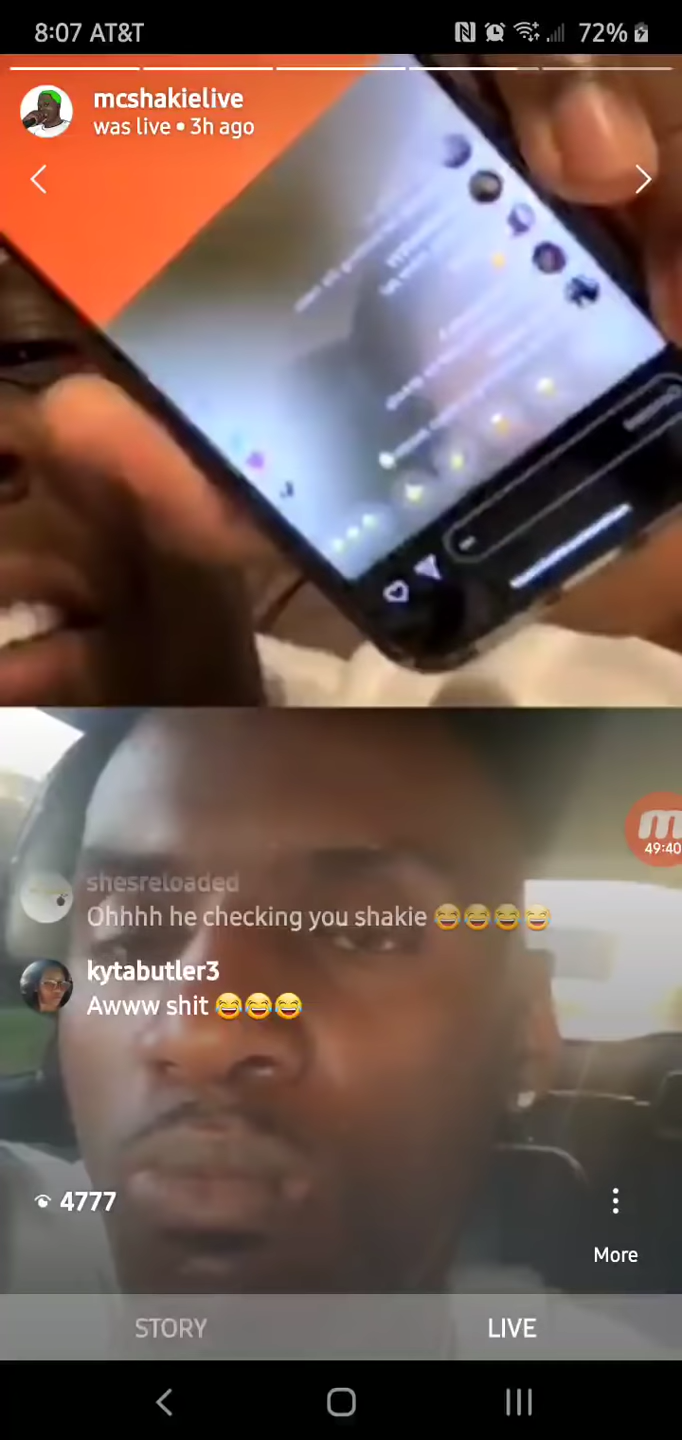 8:07 AT&T
72%
mcshakielive
was live • 3h ago
49:40
shesreloaded
Ohhhh he checking you shakie 😂😂😂😂
kytabutler3
Awww shit 😂😂😂
4777
More
STORY
LIVE